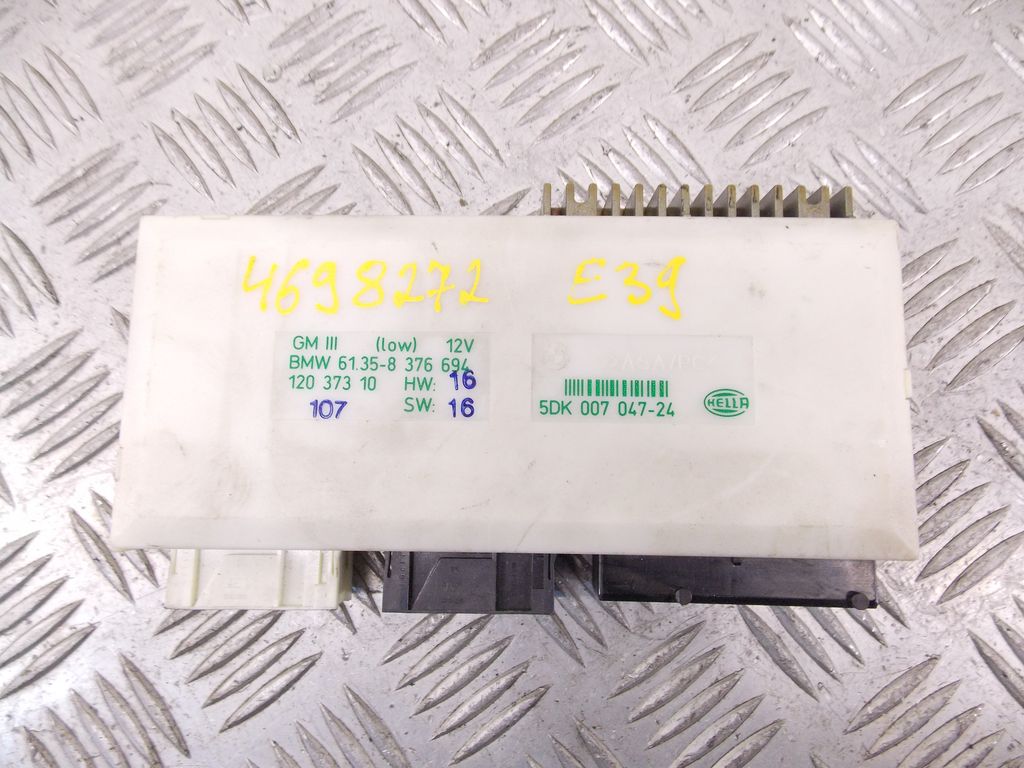 4698272 E39
GM III (low) 12V
BMW 61.35-8 376 694
120 373 10 HW: 16
107 SW: 16
5DK 007 047-24 HELLA